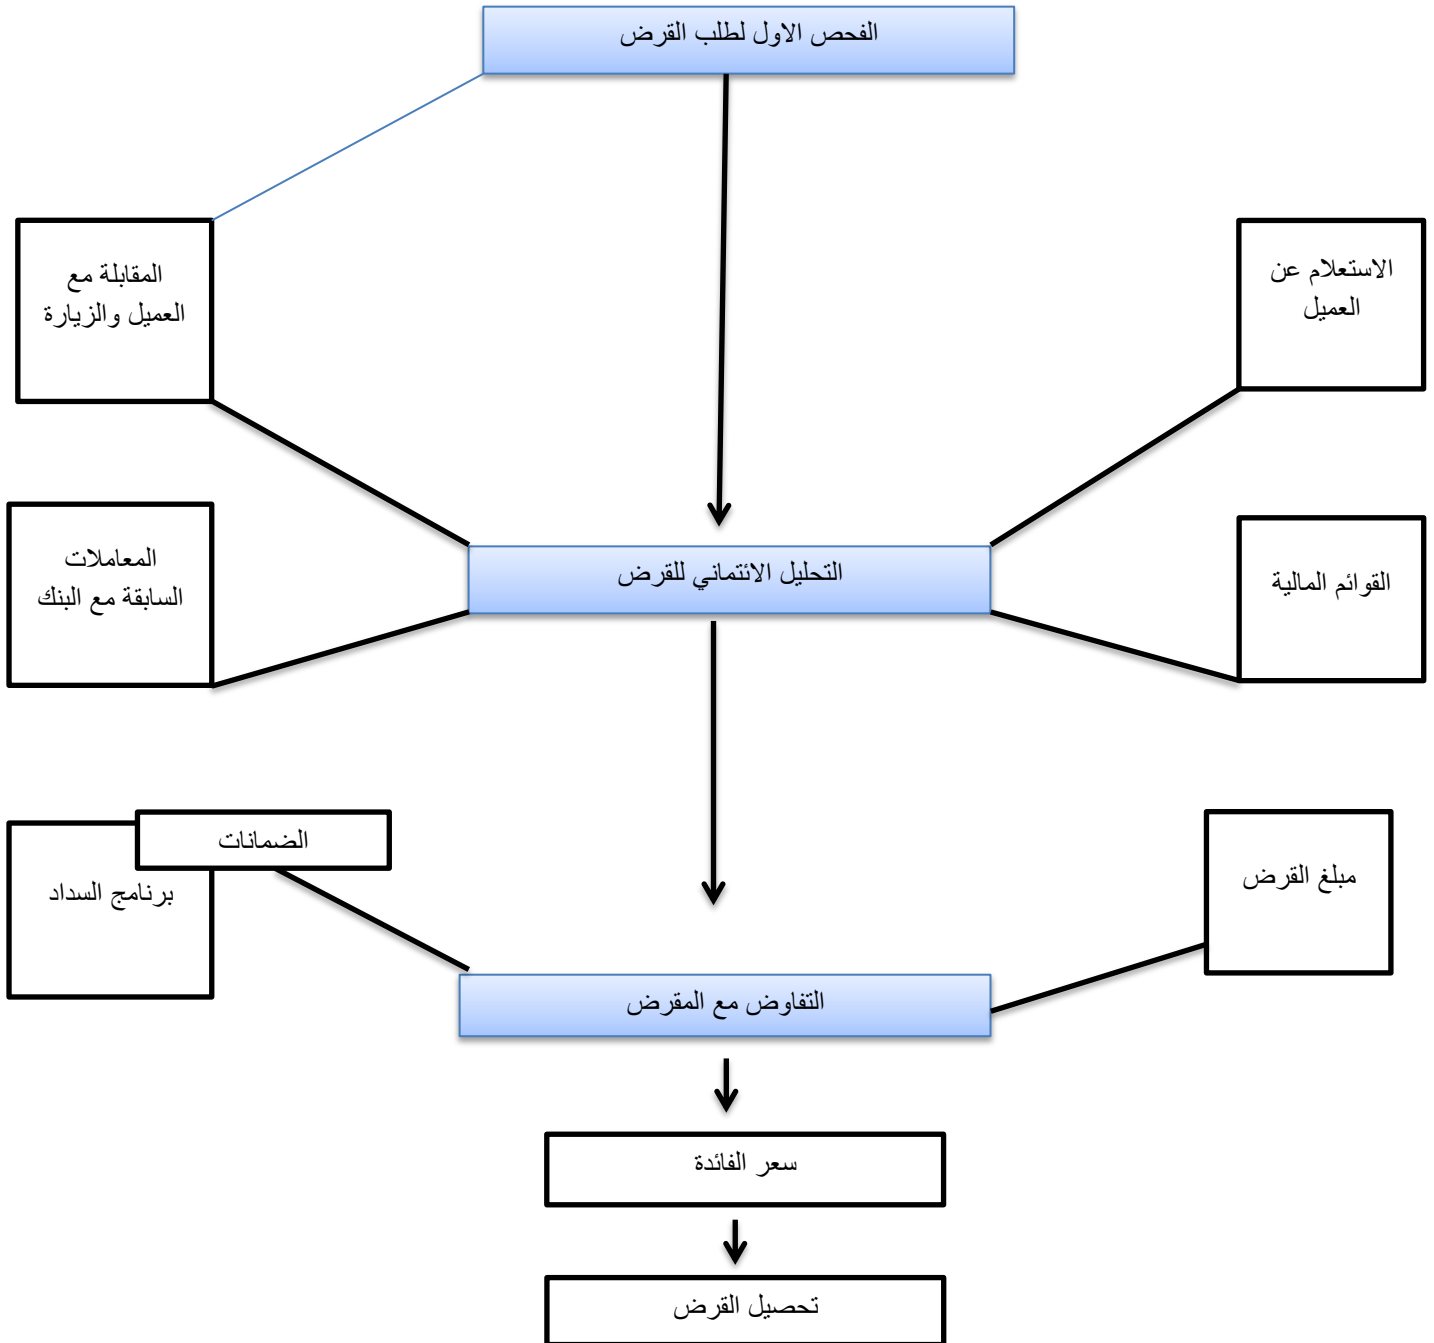 الفحص الاول لطلب القرض
الاستعلام عن
العميل
المقابلة مع
العميل والزيارة
التحليل الائتماني للقرض
القوائم المالية
المعاملات
السابقة مع البنك
مبلغ القرض
الضمانات
برنامج السداد
التفاوض مع المقرض
سعر الفائدة
تحصيل القرض